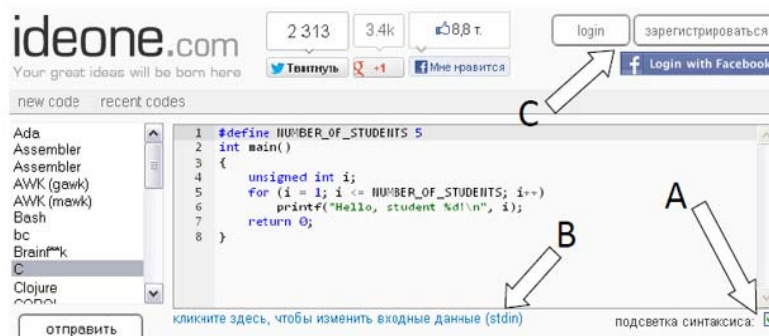 ideone.com
Your great ideas will be born here
2 313
3.4k
8,8 т.
Твитнуть
+1
Мне нравится
login
зарегистрироваться
Login with Facebook
C
new code recent codes
Ada
Assembler
Assembler
AWK (gawk)
AWK (mawk)
Bash
bc
Brainf**k
C
Clojure
COBOL
1 #define NUMBER_OF_STUDENTS 5
2 int main()
3 {
4 unsigned int i;
5 for (i = 1; i <= NUMBER_OF_STUDENTS; i++)
6 printf("Hello, student %d!\n", i);
7 return 0;
8 }
A
B
кликните здесь, чтобы изменить входные данные (stdin)
подсветка синтаксиса:
отправить